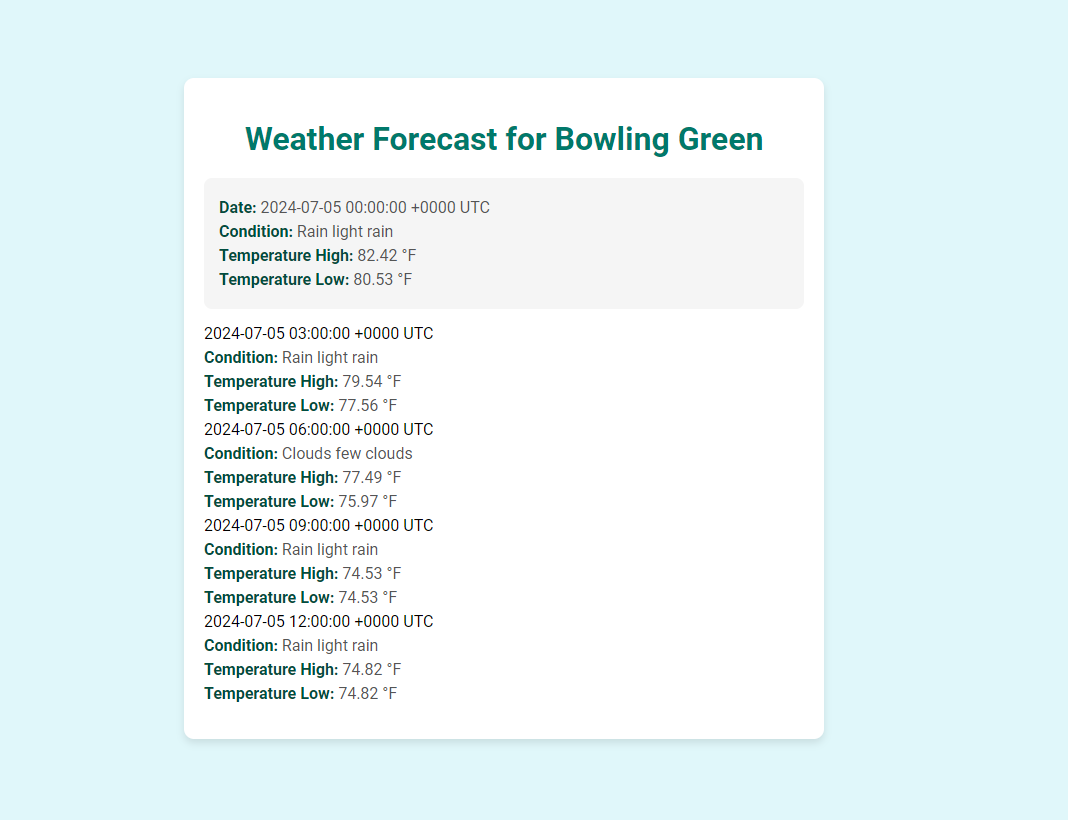 Weather Forecast for Bowling Green
Date: 2024-07-05 00:00:00 +0000 UTC
Condition: Rain light rain
Temperature High: 82.42 °F
Temperature Low: 80.53 °F
2024-07-05 03:00:00 +0000 UTC
Condition: Rain light rain
Temperature High: 79.54 °F
Temperature Low: 77.56 °F
2024-07-05 06:00:00 +0000 UTC
Condition: Clouds few clouds
Temperature High: 77.49 °F
Temperature Low: 75.97 °F
2024-07-05 09:00:00 +0000 UTC
Condition: Rain light rain
Temperature High: 74.53 °F
Temperature Low: 74.53 °F
2024-07-05 12:00:00 +0000 UTC
Condition: Rain light rain
Temperature High: 74.82 °F
Temperature Low: 74.82 °F